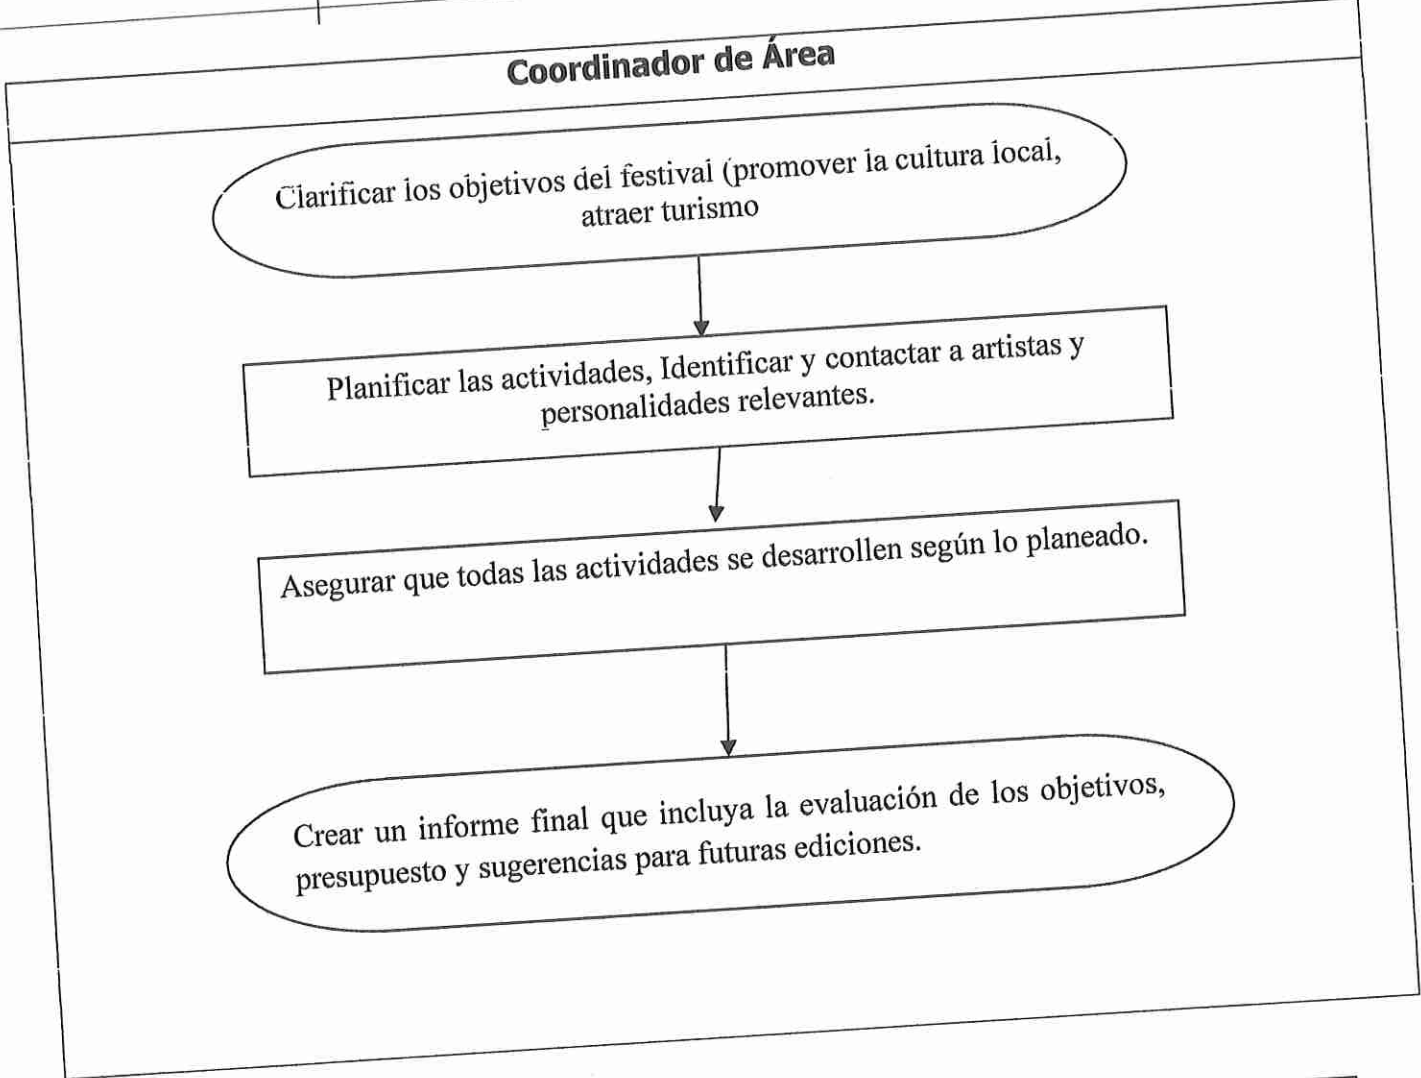 Coordinador de Área
Clarificar los objetivos del festival (promover la cultura local,
atraer turismo
Planificar las actividades, Identificar y contactar a artistas y
personalidades relevantes.
Asegurar que todas las actividades se desarrollen según lo planeado.
Crear un informe final que incluya la evaluación de los objetivos,
presupuesto y sugerencias para futuras ediciones.